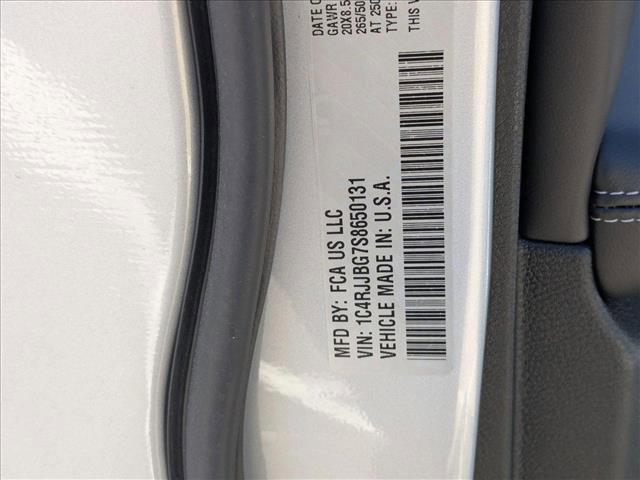 MFD BY: FCA US LLC
VIN: 1C4RJJBG7S8650131
VEHICLE MADE IN: U.S.A.
DATE O
GAWR
20X8.5
265/50
AT 250
TYPE:
THIS V